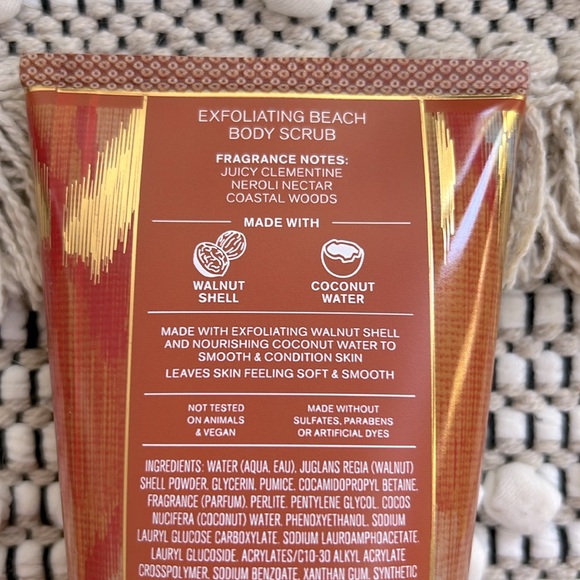 EXFOLIATING BEACH
BODY SCRUB
FRAGRANCE NOTES:
JUICY CLEMENTINE
NEROLI NECTAR
COASTAL WOODS
MADE WITH
WALNUT
SHELL
COCONUT
WATER
MADE WITH EXFOLIATING WALNUT SHELL
AND NOURISHING COCONUT WATER TO
SMOOTH & CONDITION SKIN
LEAVES SKIN FEELING SOFT & SMOOTH
NOT TESTED
ON ANIMALS
& VEGAN
MADE WITHOUT
SULFATES, PARABENS
OR ARTIFICIAL DYES
INGREDIENTS: WATER (AQUA, EAU), JUGLANS REGIA (WALNUT)
SHELL POWDER, GLYCERIN, PUMICE, COCAMIDOPROPYL BETAINE,
FRAGRANCE (PARFUM), PERLITE, PENTYLENE GLYCOL, COCOS
NUCIFERA (COCONUT) WATER, PHENOXYETHANOL, SODIUM
LAURYL GLUCOSE CARBOXYLATE, SODIUM LAUROAMPHOACETATE,
LAURYL GLUCOSIDE, ACRYLATES/C10-30 ALKYL ACRYLATE
CROSSPOLYMER, SODIUM BENZOATE, XANTHAN GUM, SYNTHETIC